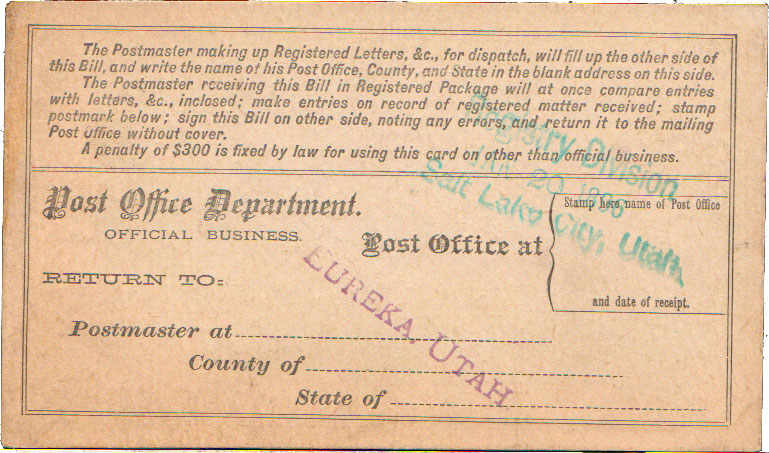 The Postmaster making up Registered Letters, &c., for dispatch, will fill up the other side of
this Bill, and write the name of his Post Office, County, and State in the blank address on this side.
The Postmaster receiving this Bill in Registered Package will at once compare entries
with letters, &c., inclosed; make entries on record of registered matter received; stamp
postmark below; sign this Bill on other side, noting any errors, and return it to the mailing
Post Office without cover.
A penalty of $300 is fixed by law for using this card on other than official business.
Registry Division
20
Salt Lake City, Utah.
Post Office Department.
OFFICIAL BUSINESS.
Post Office at
Stamp here name of Post Office
and date of receipt.
RETURN TO:
EUREKA, UTAH
Postmaster at
County of
State of